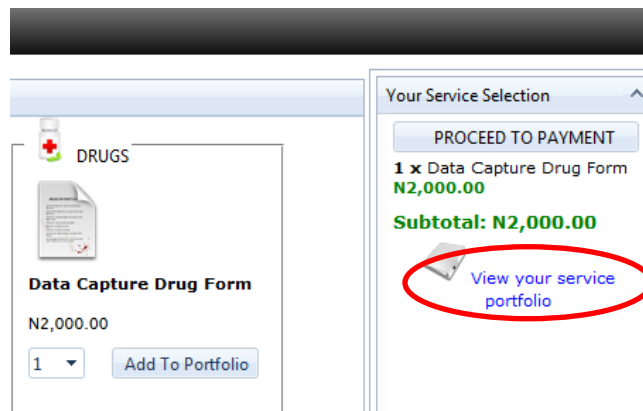 DRUGS
Data Capture Drug Form
N2,000.00
1
Add To Portfolio
Your Service Selection
PROCEED TO PAYMENT
1 x Data Capture Drug Form
N2,000.00
Subtotal: N2,000.00
View your service
portfolio